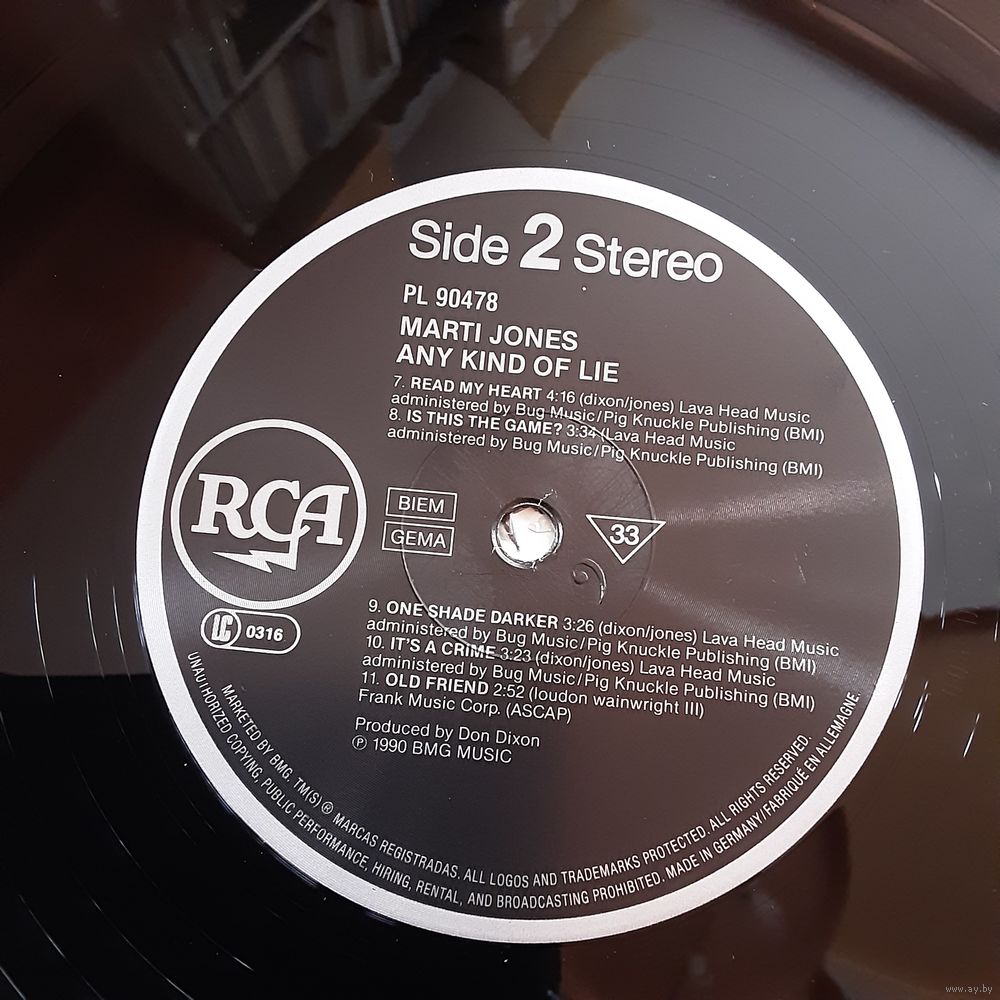 Side 2 Stereo
PL 90478
MARTI JONES
ANY KIND OF LIE
7. READ MY HEART 4:16 (dixon/jones) Lava Head Music
administered by Bug Music/Pig Knuckle Publishing (BMI)
8. IS THIS THE GAME? 3:34 (Lava Head Music
administered by Bug Music/Pig Knuckle Publishing (BMI)
RCA
BIEM
GEMA
33
LC 0316
9. ONE SHADE DARKER 3:26 (dixon/jones) Lava Head Music
administered by Bug Music/Pig Knuckle Publishing (BMI)
10. IT'S A CRIME 3:23 (dixon/jones) Lava Head Music
administered by Bug Music/Pig Knuckle Publishing (BMI)
11. OLD FRIEND 2:52 (loudon wainwright III)
Frank Music Corp. (ASCAP)
Produced by Don Dixon
℗ 1990 BMG MUSIC
MARKETED BY BMG. TM(S) ® MARCAS REGISTRADAS. ALL LOGOS AND TRADEMARKS PROTECTED. ALL RIGHTS RESERVED.
UNAUTHORIZED COPYING, PUBLIC PERFORMANCE, HIRING, RENTAL, AND BROADCASTING PROHIBITED. MADE IN GERMANY/FABRIQUÉ EN ALLEMAGNE.
www.ay.by